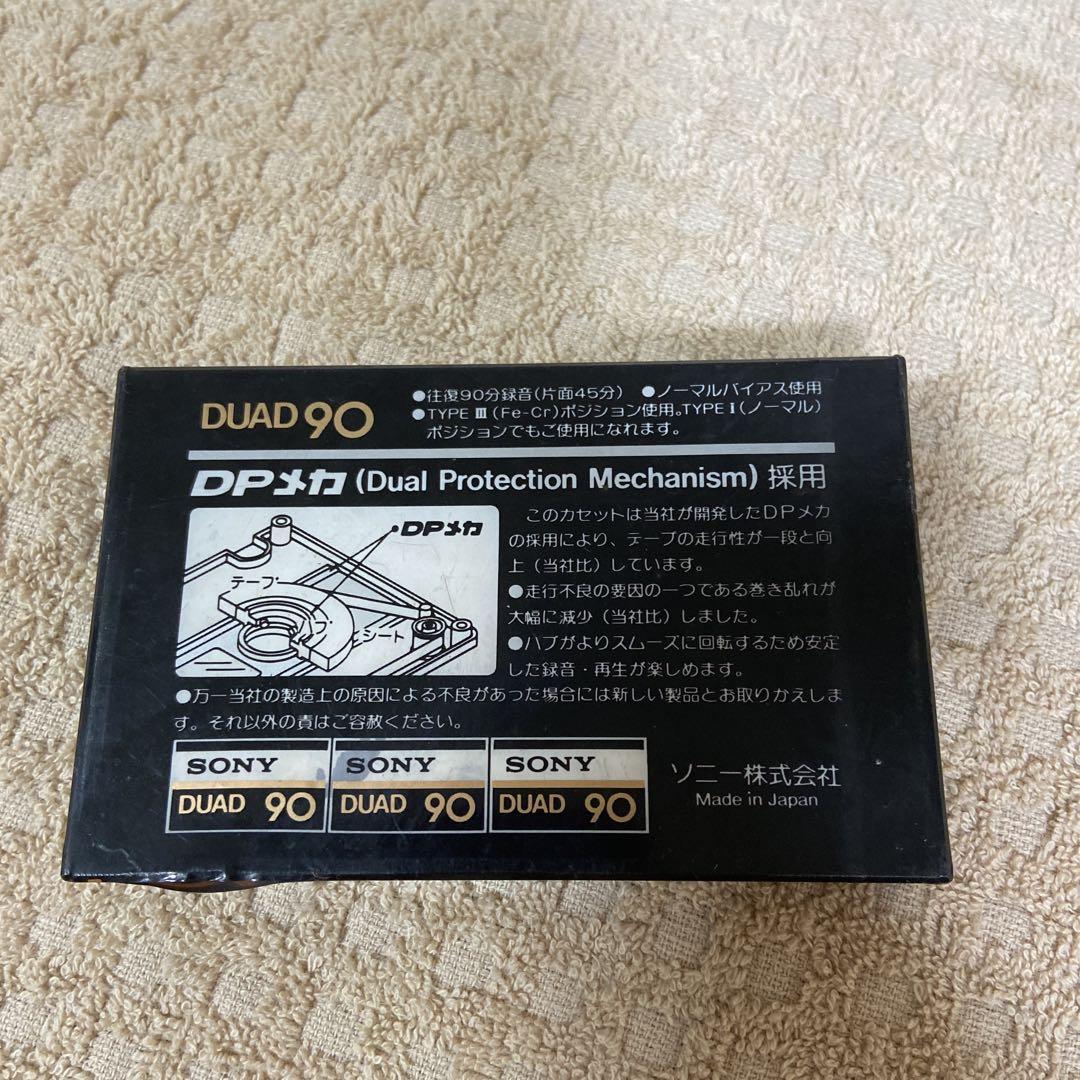 DUAD 90
●往復90分録音(片面45分) ●ノーマルバイアス使用
●TYPE Ⅲ (Fe-Cr)ポジション使用。TYPE Ⅰ(ノーマル)
ポジションでもご使用になれます。
DPメカ (Dual Protection Mechanism) 採用
•DPメカ
テープ
ハブ
シート
このカセットは当社が開発したDPメカ
の採用により、テープの走行性が一段と向
上 (当社比) しています。
●走行不良の要因の一つである巻き乱れが
大幅に減少 (当社比) しました。
●ハブがよりスムーズに回転するため安定
した録音・再生が楽しめます。
●万一当社の製造上の原因による不良があった場合には新しい製品とお取りかえしま
す。それ以外の責はご容赦ください。
SONY
DUAD 90
SONY
DUAD 90
SONY
DUAD 90
ソニー株式会社
Made in Japan